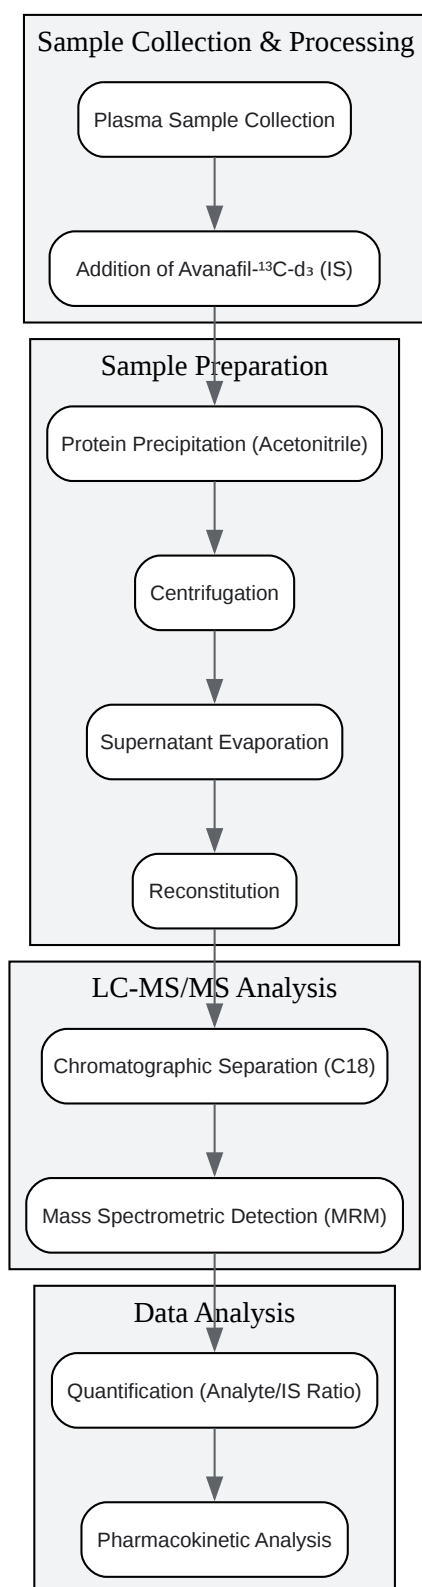 Sample Collection & Processing
Plasma Sample Collection
Addition of Avanafil-¹³C-d₃ (IS)
Sample Preparation
Protein Precipitation (Acetonitrile)
Centrifugation
Supernatant Evaporation
Reconstitution
LC-MS/MS Analysis
Chromatographic Separation (C18)
Mass Spectrometric Detection (MRM)
Data Analysis
Quantification (Analyte/IS Ratio)
Pharmacokinetic Analysis